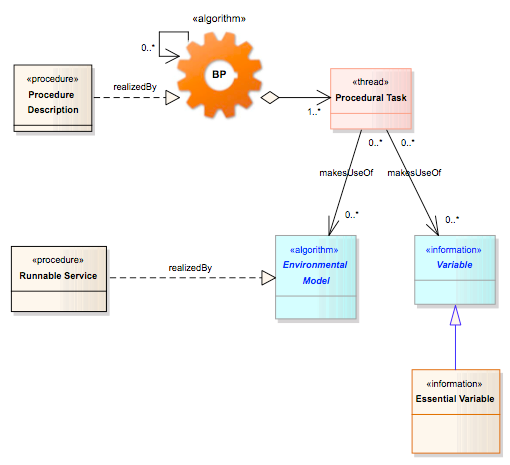 «algorithm»
0..*
BP
«procedure»
Procedure
Description
realizedBy
1..*
«thread»
Procedural Task
0..*
0..*
makesUseOf
makesUseOf
0..*
0..*
«procedure»
Runnable Service
realizedBy
«algorithm»
Environmental
Model
«information»
Variable
«information»
Essential Variable